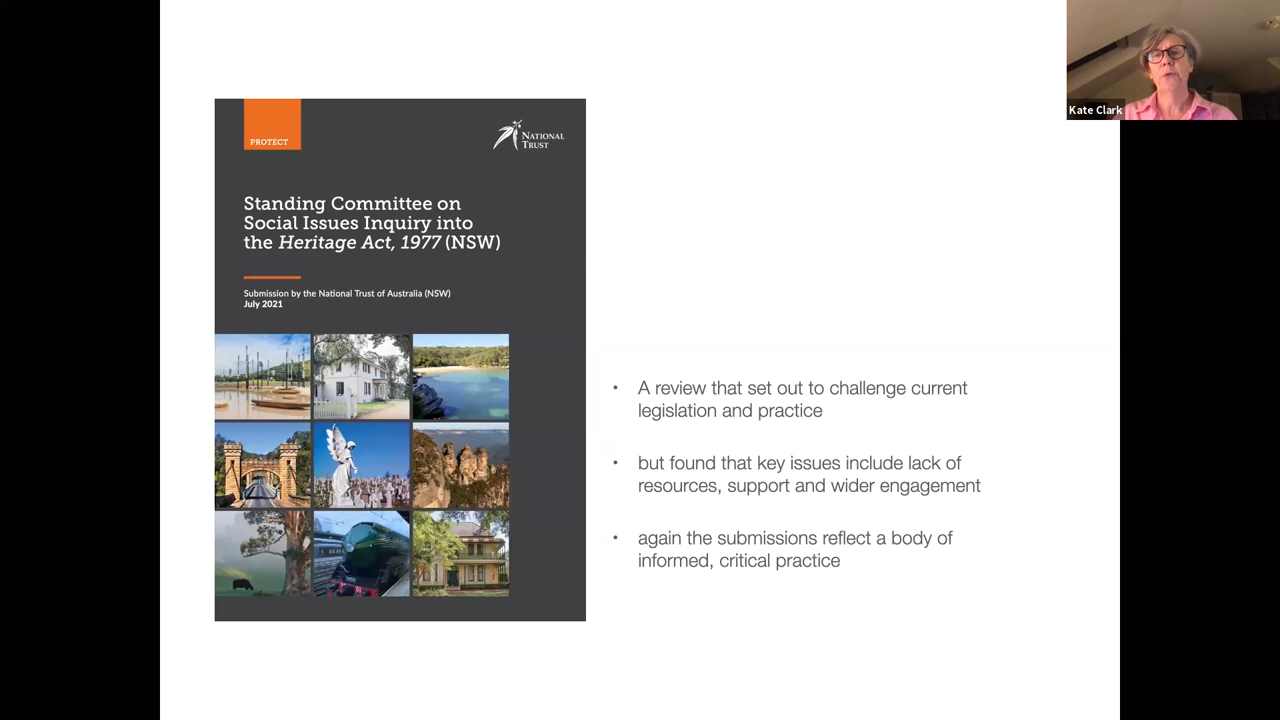 Kate Clark
PROTECT
NATIONAL
TRUST
Standing Committee on
Social Issues Inquiry into
the Heritage Act, 1977 (NSW)
Submission by the National Trust of Australia (NSW)
July 2021
• A review that set out to challenge current
legislation and practice
• but found that key issues include lack of
resources, support and wider engagement
• again the submissions reflect a body of
informed, critical practice